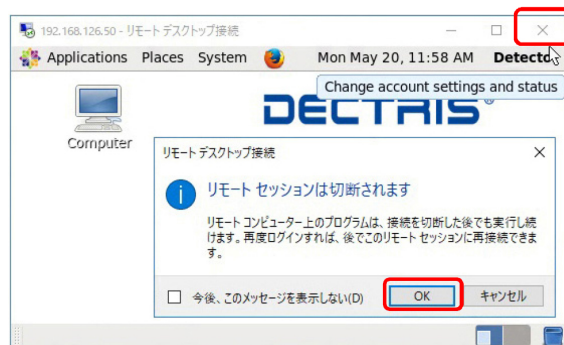 192.168.126.50 - リモート デスクトップ接続
Applications Places System Mon May 20, 11:58 AM Detecto
Change account settings and status
DECTRIS®
Computer
リモート デスクトップ接続
リモート セッションは切断されます
リモート コンピューター上のプログラムは、接続を切断した後でも実行し続
けます。再度ログインすれば、後でこのリモート セッションに再接続できま
す。
今後、このメッセージを表示しない(D) OK キャンセル